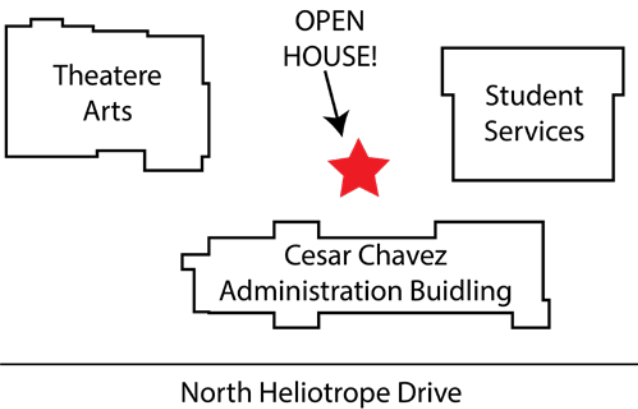 OPEN
HOUSE!
Theatere
Arts
Student
Services
Cesar Chavez
Administration Buidling
North Heliotrope Drive